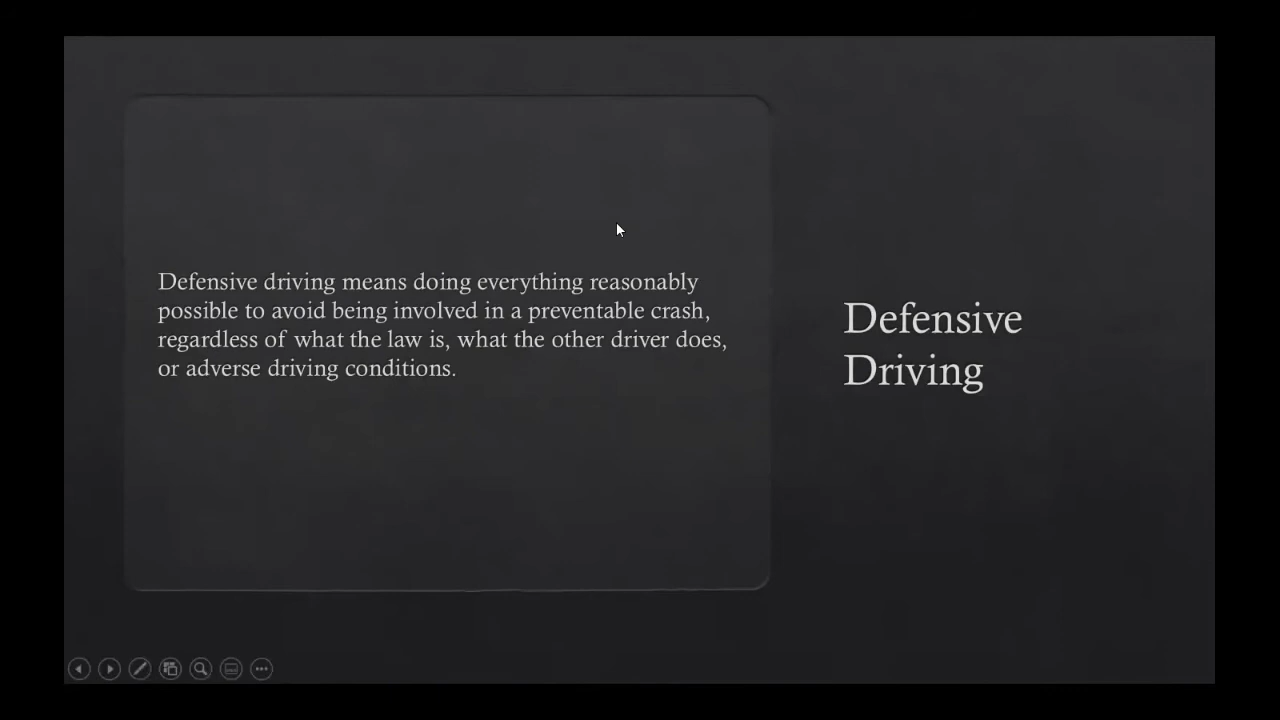 Defensive driving means doing everything reasonably
possible to avoid being involved in a preventable crash,
regardless of what the law is, what the other driver does,
or adverse driving conditions.
Defensive
Driving